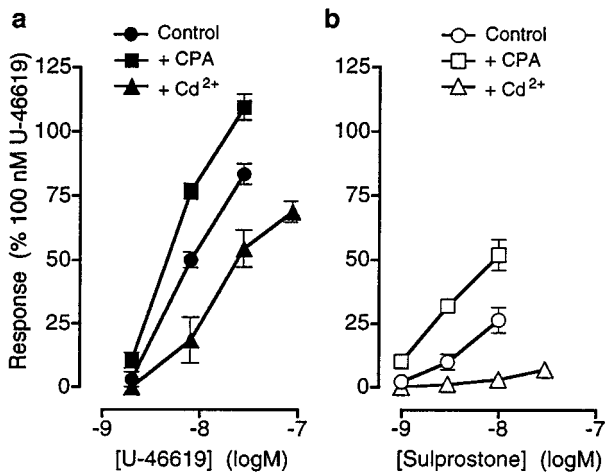 a
Control
+ CPA
+ Cd²⁺
125
100
75
50
25
0
Response (% 100 nM U-46619)
-9 -8 -7
[U-46619] (logM)
b
Control
+ CPA
+ Cd²⁺
125
100
75
50
25
0
-9 -8 -7
[Sulprostone] (logM)